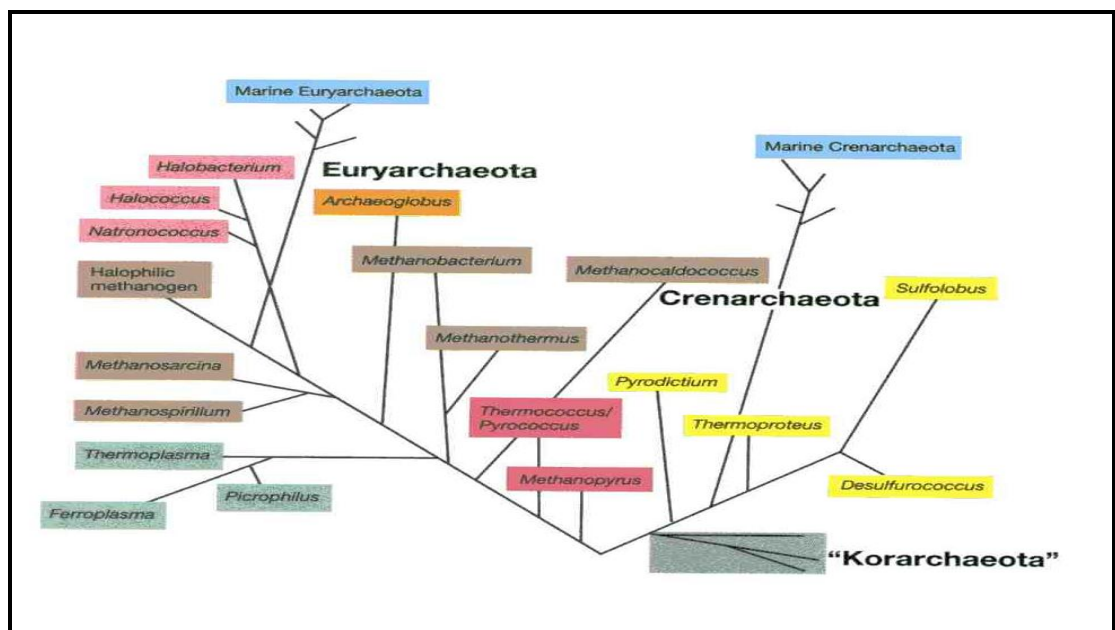 Marine Euryarchaeota
Marine Crenarchaeota
Halobacterium
Euryarchaeota
Halococcus
Archaeoglobus
Natronococcus
Methanobacterium
Halophilic
methanogen
Methanocaldococcus
Crenarchaeota
Sulfolobus
Methanothermus
Methanosarcina
Pyrodictium
Methanospirillum
Thermococcus/
Pyrococcus
Thermoproteus
Thermoplasma
Methanopyrus
Picrophilus
Desulfurococcus
Ferroplasma
“Korarchaeota”